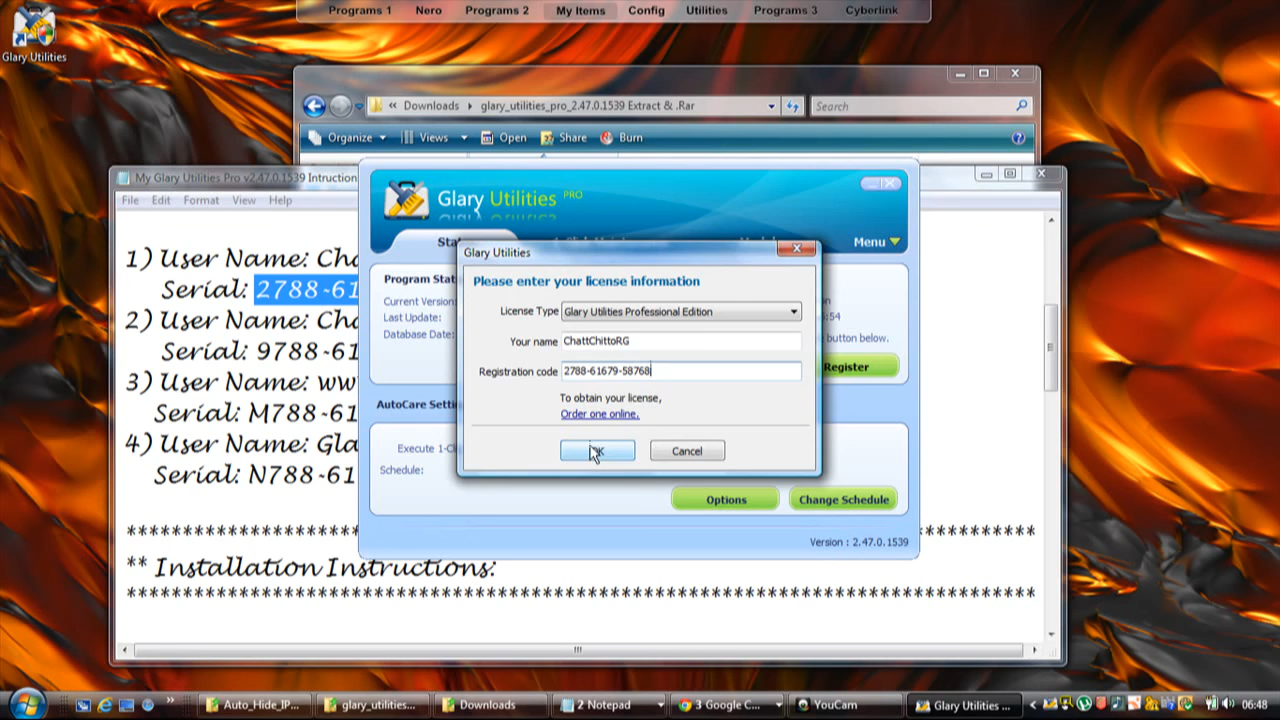 Programs 1 Nero Programs 2 My Items Config Utilities Programs 3 Cyberlink
Glary Utilities
« Downloads ▸ glary_utilities_pro_2.47.0.1539 Extract & .Rar
Search
Organize Views Open Share Burn
My Glary Utilities Pro v2.47.0.1539 Intruction
File Edit Format View Help
1) User Name: Cha
Serial: 2788-61
2) User Name: Cha
Serial: 9788-61
3) User Name: ww
Serial: M788-61
4) User Name: Gla
Serial: N788-61
** Installation Instructions:
Glary Utilities PRO
Menu
Program Stat
Current Version:
Last Update:
Database Date:
:54
button below.
Register
AutoCare Setti
Execute 1-Cl
Schedule:
Options Change Schedule
Version : 2.47.0.1539
Glary Utilities
Please enter your license information
License Type Glary Utilities Professional Edition
Your name ChattChittoRG
Registration code 2788-61679-58768
To obtain your license,
Order one online.
OK Cancel
Auto_Hide_IP... glary_utilities... Downloads 2 Notepad 3 Google C... YouCam Glary Utilities ... 06:48